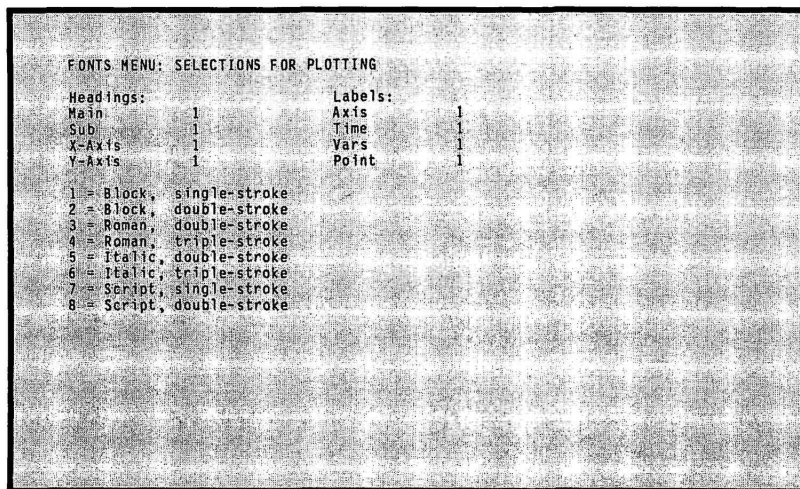 FONTS MENU: SELECTIONS FOR PLOTTING
Headings: Labels:
Main 1 Axis 1
Sub 1 Time 1
X-Axis 1 Vars 1
Y-Axis 1 Point 1
1 = Block, single-stroke
2 = Block, double-stroke
3 = Roman, double-stroke
4 = Roman, triple-stroke
5 = Italic, double-stroke
6 = Italic, triple-stroke
7 = Script, single-stroke
8 = Script, double-stroke